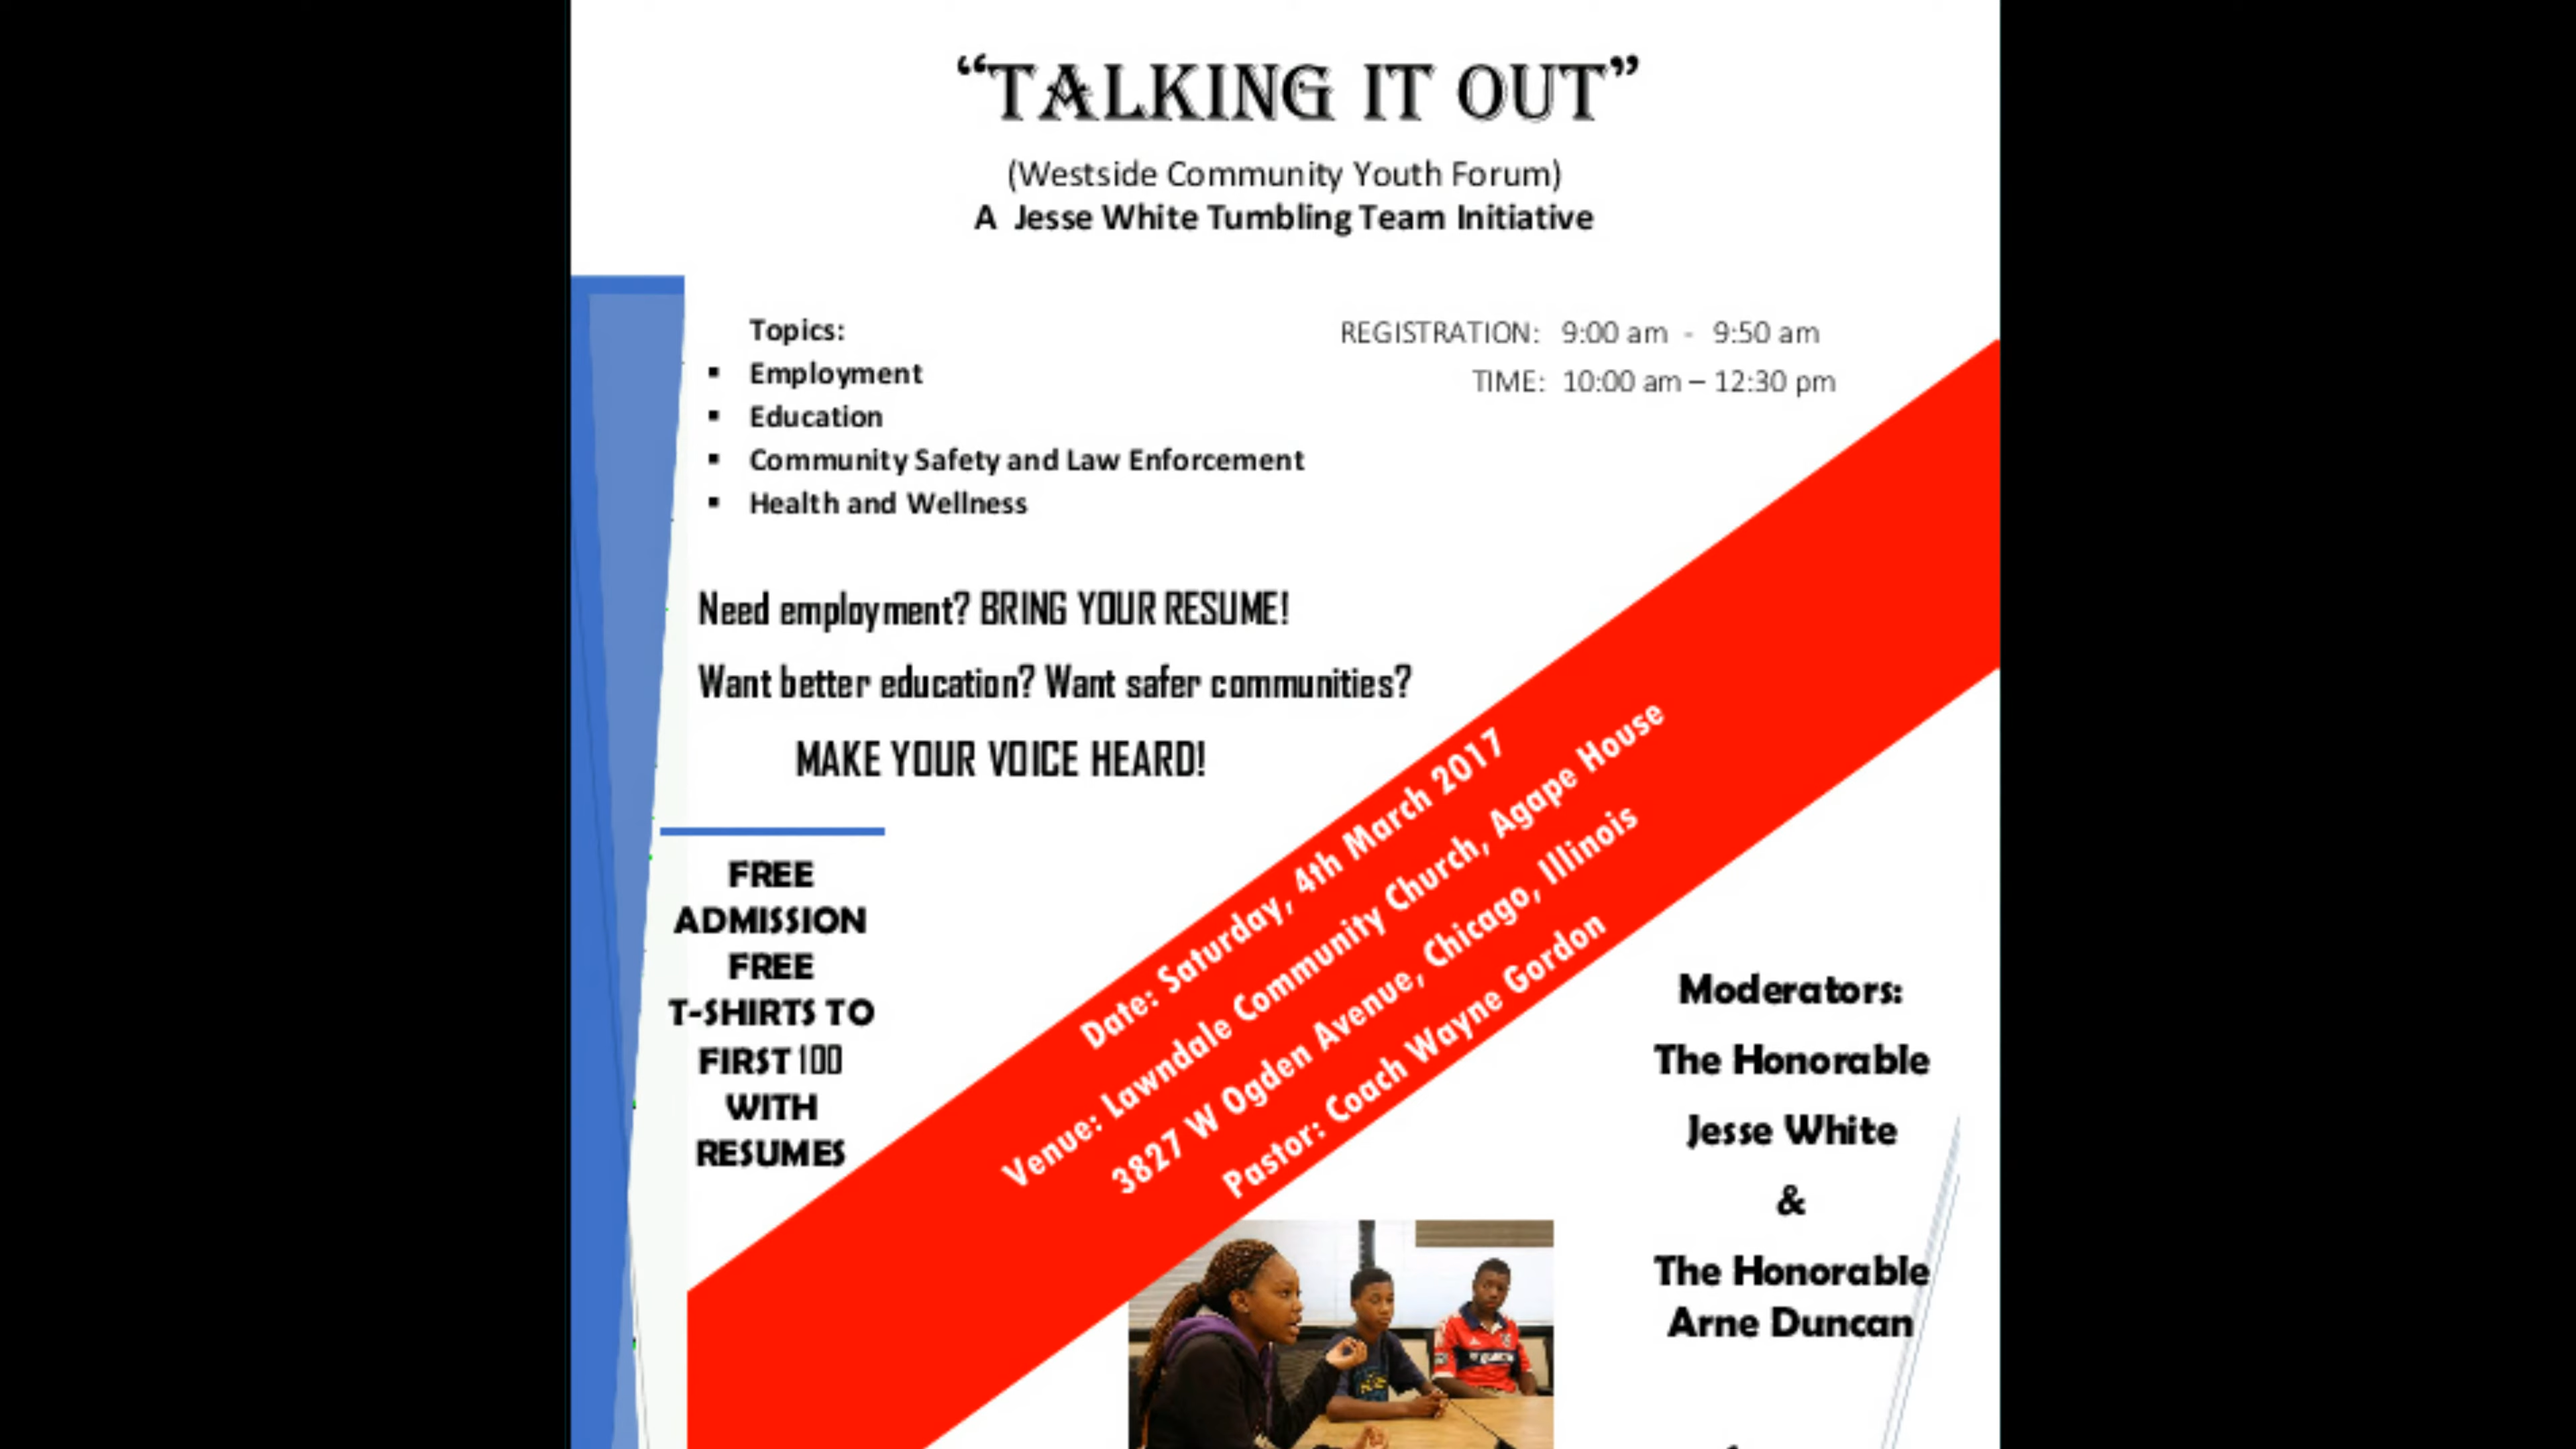 “TALKING IT OUT”
(Westside Community Youth Forum)
A Jesse White Tumbling Team Initiative
Topics:
▪ Employment
▪ Education
▪ Community Safety and Law Enforcement
▪ Health and Wellness
REGISTRATION: 9:00 am - 9:50 am
TIME: 10:00 am – 12:30 pm
Need employment? BRING YOUR RESUME!
Want better education? Want safer communities?
MAKE YOUR VOICE HEARD!
FREE
ADMISSION
FREE
T-SHIRTS TO
FIRST 100
WITH
RESUMES
Date: Saturday, 4th March 2017
Venue: Lawndale Community Church, Agape House
3827 W Ogden Avenue, Chicago, Illinois
Pastor: Coach Wayne Gordon
Moderators:
The Honorable
Jesse White
&
The Honorable
Arne Duncan